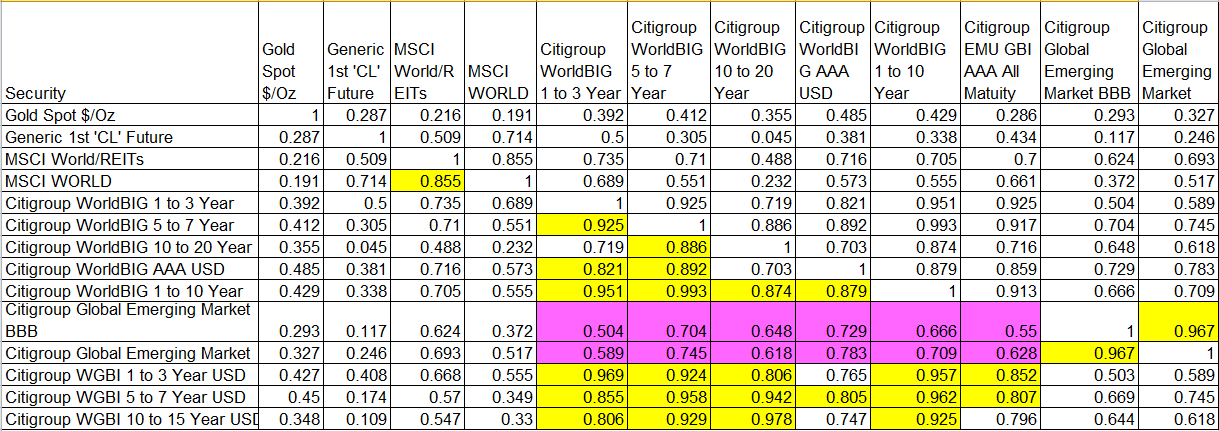 Security Gold Spot $/Oz Generic 1st 'CL' Future MSCI World/R EITs MSCI WORLD Citigroup WorldBIG 1 to 3 Year Citigroup WorldBIG 5 to 7 Year Citigroup WorldBIG 10 to 20 Year Citigroup WorldBI G AAA USD Citigroup WorldBIG 1 to 10 Year Citigroup EMU GBI AAA All Matuity Citigroup Global Emerging Market BBB Citigroup Global Emerging Market
Gold Spot $/Oz 1 0.287 0.216 0.191 0.392 0.412 0.355 0.485 0.429 0.286 0.293 0.327
Generic 1st 'CL' Future 0.287 1 0.509 0.714 0.5 0.305 0.045 0.381 0.338 0.434 0.117 0.246
MSCI World/REITs 0.216 0.509 1 0.855 0.735 0.71 0.488 0.716 0.705 0.7 0.624 0.693
MSCI WORLD 0.191 0.714 0.855 1 0.689 0.551 0.232 0.573 0.555 0.661 0.372 0.517
Citigroup WorldBIG 1 to 3 Year 0.392 0.5 0.735 0.689 1 0.925 0.719 0.821 0.951 0.925 0.504 0.589
Citigroup WorldBIG 5 to 7 Year 0.412 0.305 0.71 0.551 0.925 1 0.886 0.892 0.993 0.917 0.704 0.745
Citigroup WorldBIG 10 to 20 Year 0.355 0.045 0.488 0.232 0.719 0.886 1 0.703 0.874 0.716 0.648 0.618
Citigroup WorldBIG AAA USD 0.485 0.381 0.716 0.573 0.821 0.892 0.703 1 0.879 0.859 0.729 0.783
Citigroup WorldBIG 1 to 10 Year 0.429 0.338 0.705 0.555 0.951 0.993 0.874 0.879 1 0.913 0.666 0.709
Citigroup Global Emerging Market
BBB 0.293 0.117 0.624 0.372 0.504 0.704 0.648 0.729 0.666 0.55 1 0.967
Citigroup Global Emerging Market 0.327 0.246 0.693 0.517 0.589 0.745 0.618 0.783 0.709 0.628 0.967 1
Citigroup WGBI 1 to 3 Year USD 0.427 0.408 0.668 0.555 0.969 0.924 0.806 0.765 0.957 0.852 0.503 0.589
Citigroup WGBI 5 to 7 Year USD 0.45 0.174 0.57 0.349 0.855 0.958 0.942 0.805 0.962 0.807 0.669 0.745
Citigroup WGBI 10 to 15 Year USD 0.348 0.109 0.547 0.33 0.806 0.929 0.978 0.747 0.925 0.796 0.644 0.618